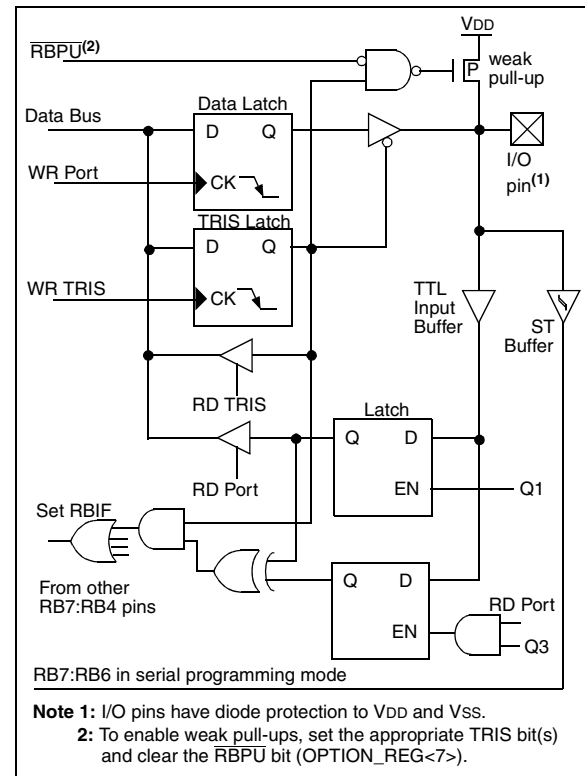 VDD
RBPU(2)
P
weak
pull-up
Data Latch
Data Bus
D
Q
I/O
pin(1)
WR Port
CK
TRIS Latch
D
Q
WR TRIS
CK
TTL
Input
Buffer
ST
Buffer
RD TRIS
Latch
Q
D
RD Port
EN
Q1
Set RBIF
From other
RB7:RB4 pins
Q
D
RD Port
EN
Q3
RB7:RB6 in serial programming mode
Note 1: I/O pins have diode protection to VDD and VSS.
2: To enable weak pull-ups, set the appropriate TRIS bit(s)
and clear the RBPU bit (OPTION_REG<7>).